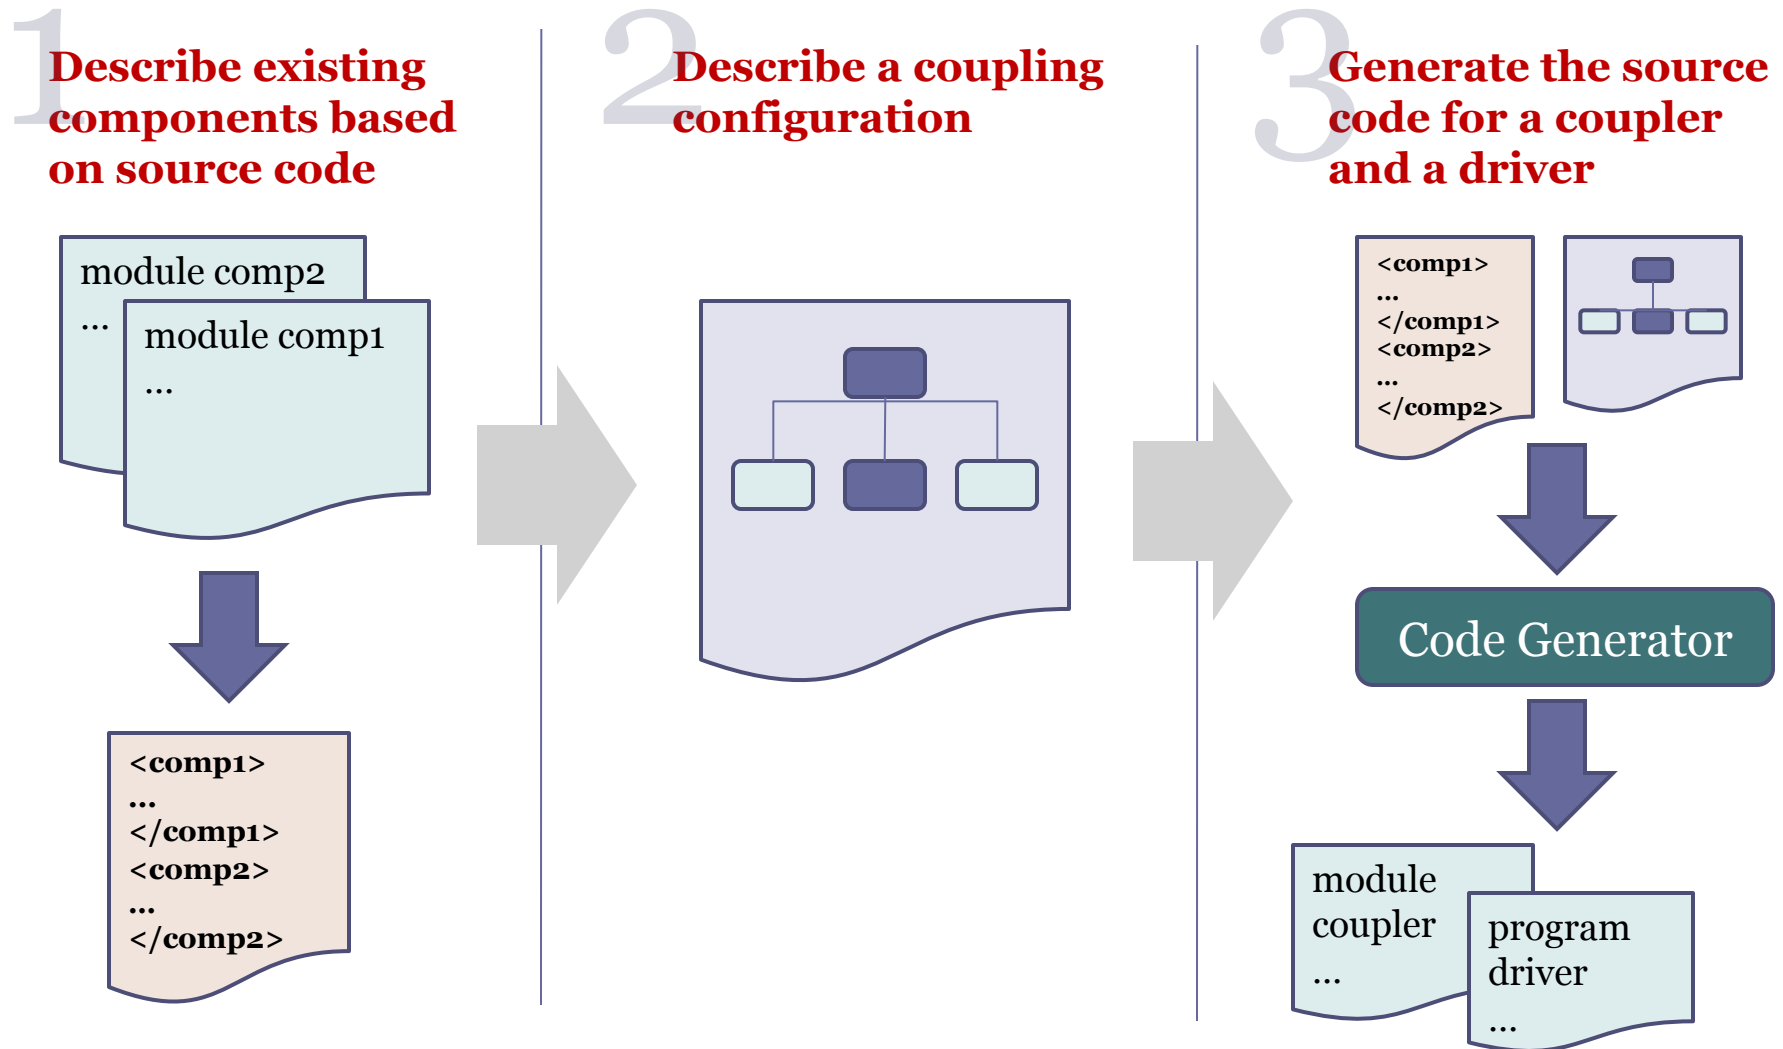 1
Describe existing
components based
on source code
module comp2
...
module comp1
...
<comp1>
...
</comp1>
<comp2>
...
</comp2>
2
Describe a coupling
configuration
3
Generate the source
code for a coupler
and a driver
<comp1>
...
</comp1>
<comp2>
...
</comp2>
Code Generator
module
coupler
...
program
driver
...